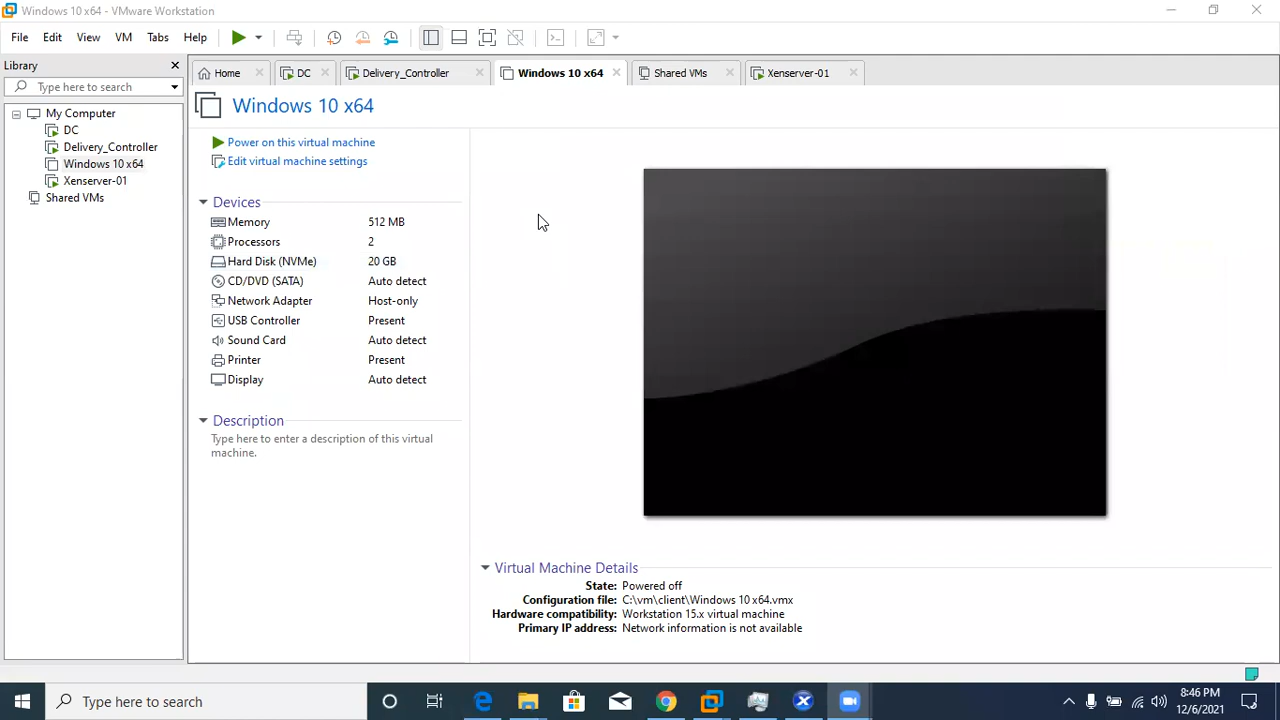 Windows 10 x64 - VMware Workstation
File Edit View VM Tabs Help
Library
Type here to search
My Computer
DC
Delivery_Controller
Windows 10 x64
Xenserver-01
Shared VMs
Home DC Delivery_Controller Windows 10 x64 Shared VMs Xenserver-01
Windows 10 x64
Power on this virtual machine
Edit virtual machine settings
Devices
Memory 512 MB
Processors 2
Hard Disk (NVMe) 20 GB
CD/DVD (SATA) Auto detect
Network Adapter Host-only
USB Controller Present
Sound Card Auto detect
Printer Present
Display Auto detect
Description
Type here to enter a description of this virtual
machine.
Virtual Machine Details
State: Powered off
Configuration file: C:\vm\client\Windows 10 x64.vmx
Hardware compatibility: Workstation 15.x virtual machine
Primary IP address: Network information is not available
Type here to search
8:46 PM
12/6/2021